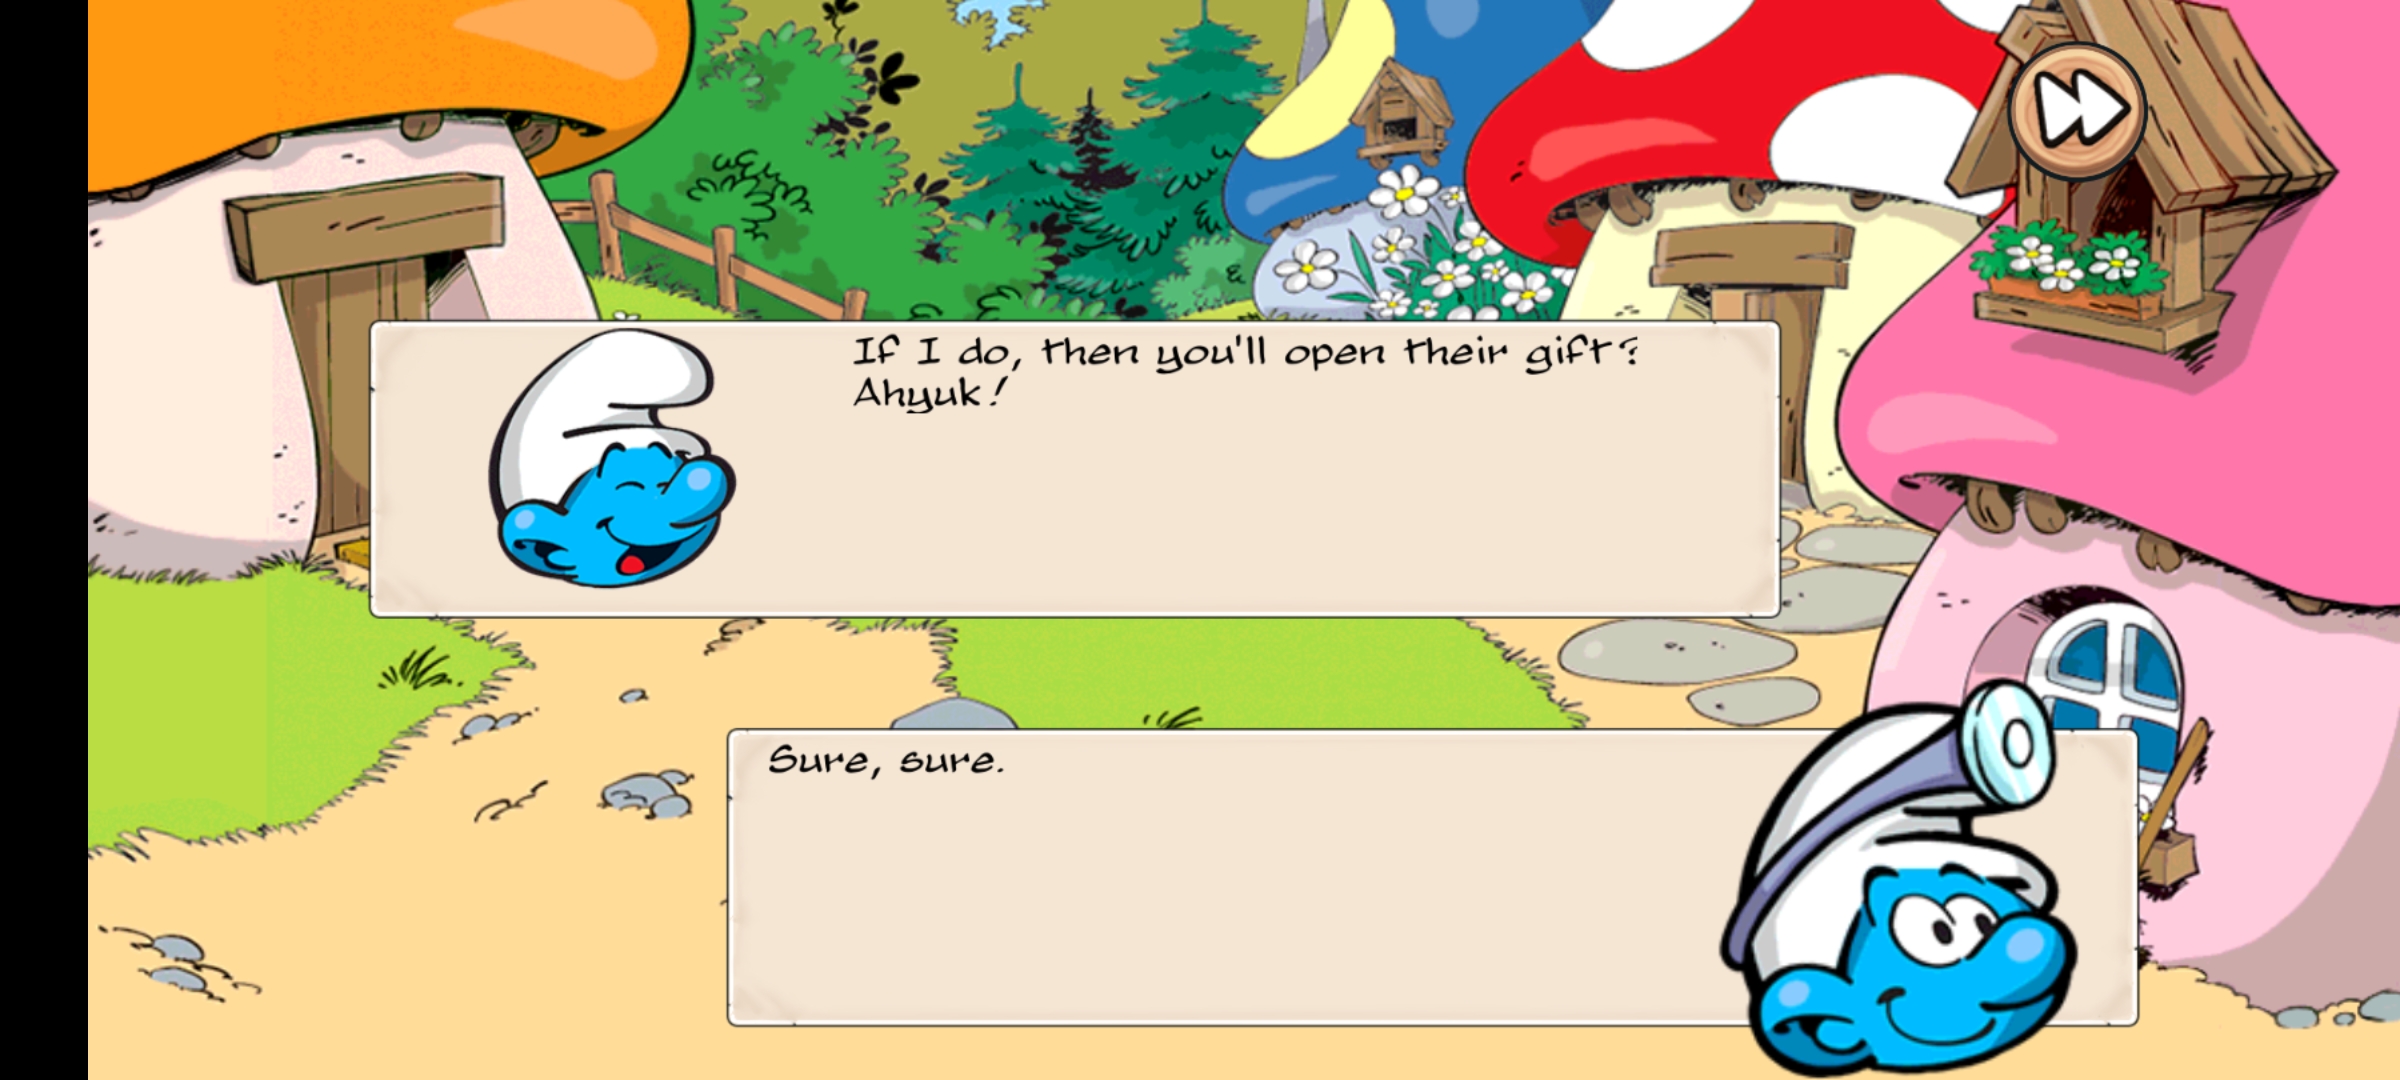 If I do, then you'll open their gift?
Ahyuk!
Sure, sure.